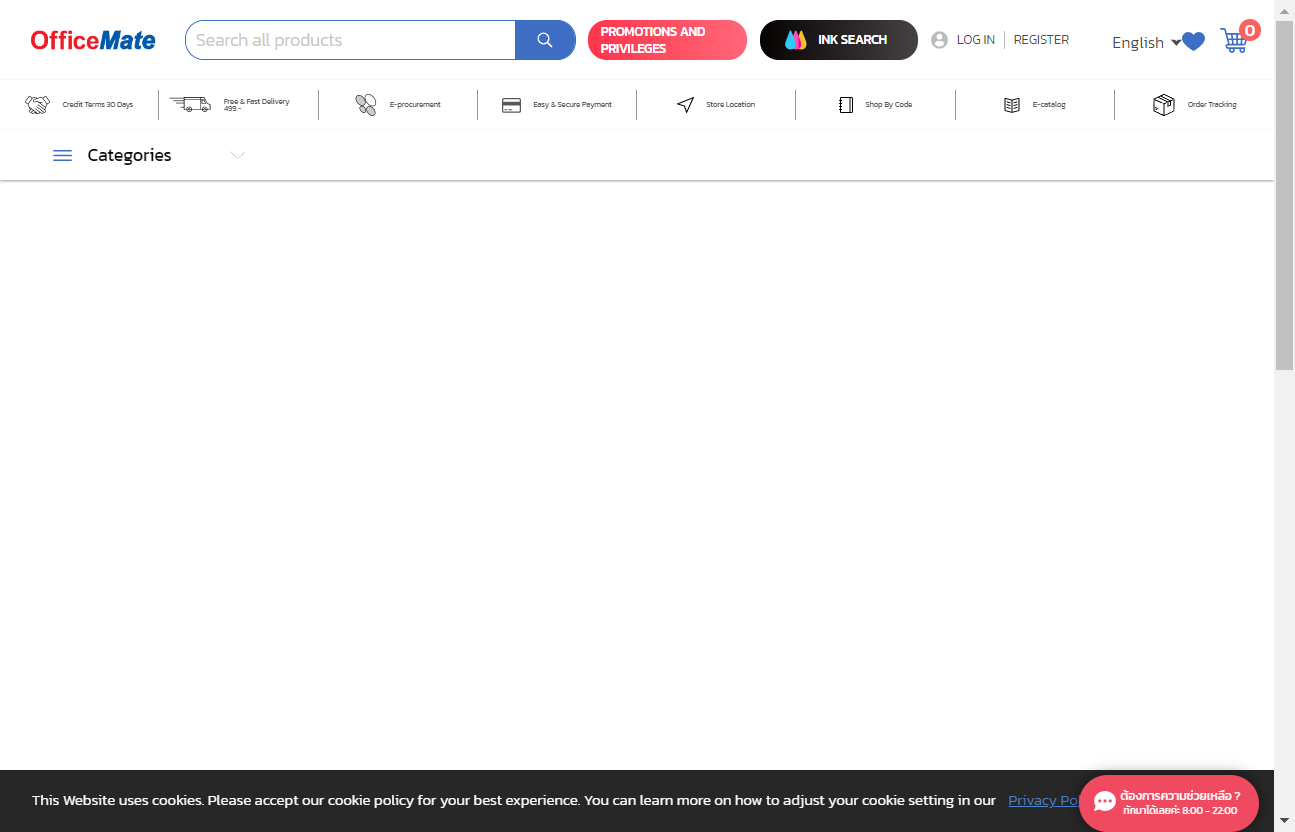 OfficeMate
Search all products
PROMOTIONS AND
PRIVILEGES
INK SEARCH
LOG IN
REGISTER
English
0
Credit Terms 30 Days
Free & Fast Delivery
499.-
E-procurement
Easy & Secure Payment
Store Location
Shop By Code
E-catalog
Order Tracking
Categories
This Website uses cookies. Please accept our cookie policy for your best experience. You can learn more on how to adjust your cookie setting in our Privacy Po
ต้องการความช่วยเหลือ ?
ทักมาได้เลยค่ะ 8:00 - 22:00